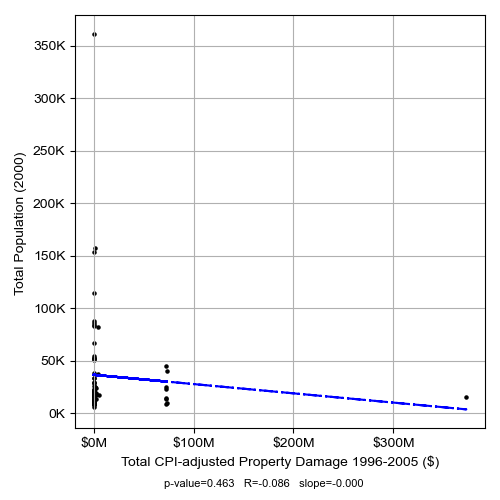 350K
300K
250K
200K
150K
100K
50K
0K
Total Population (2000)
$0M $100M $200M $300M
Total CPI-adjusted Property Damage 1996-2005 ($)
p-value=0.463 R=-0.086 slope=-0.000